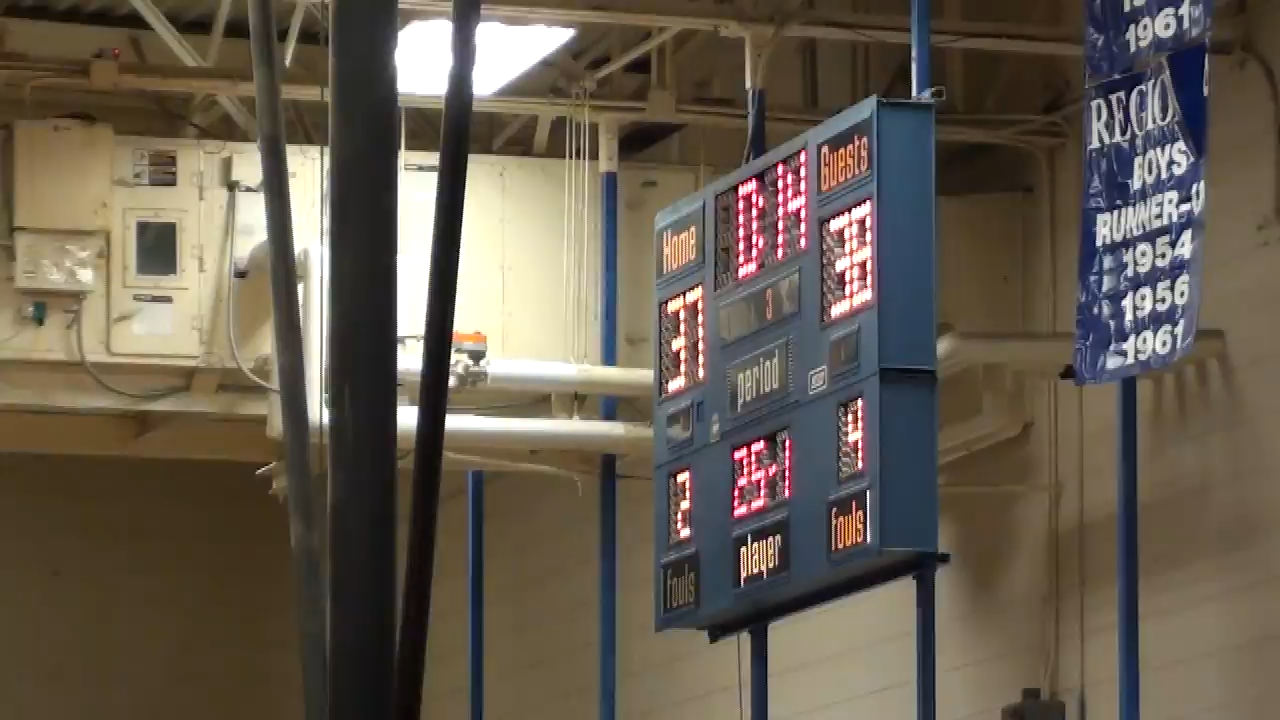 Home
0:14
Guests
37
3
39
period
2
25-1
4
fouls
player
fouls
1961
REGIO
BOYS
RUNNER-U
1954
1956
1961